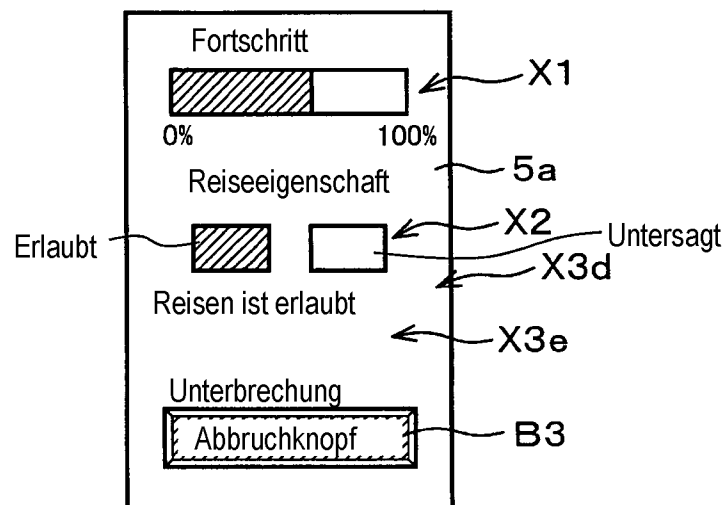 Fortschritt
X1
0% 100%
5a
Reiseeigenschaft
X2
Erlaubt
Untersagt
X3d
Reisen ist erlaubt
X3e
Unterbrechung
Abbruchknopf
B3